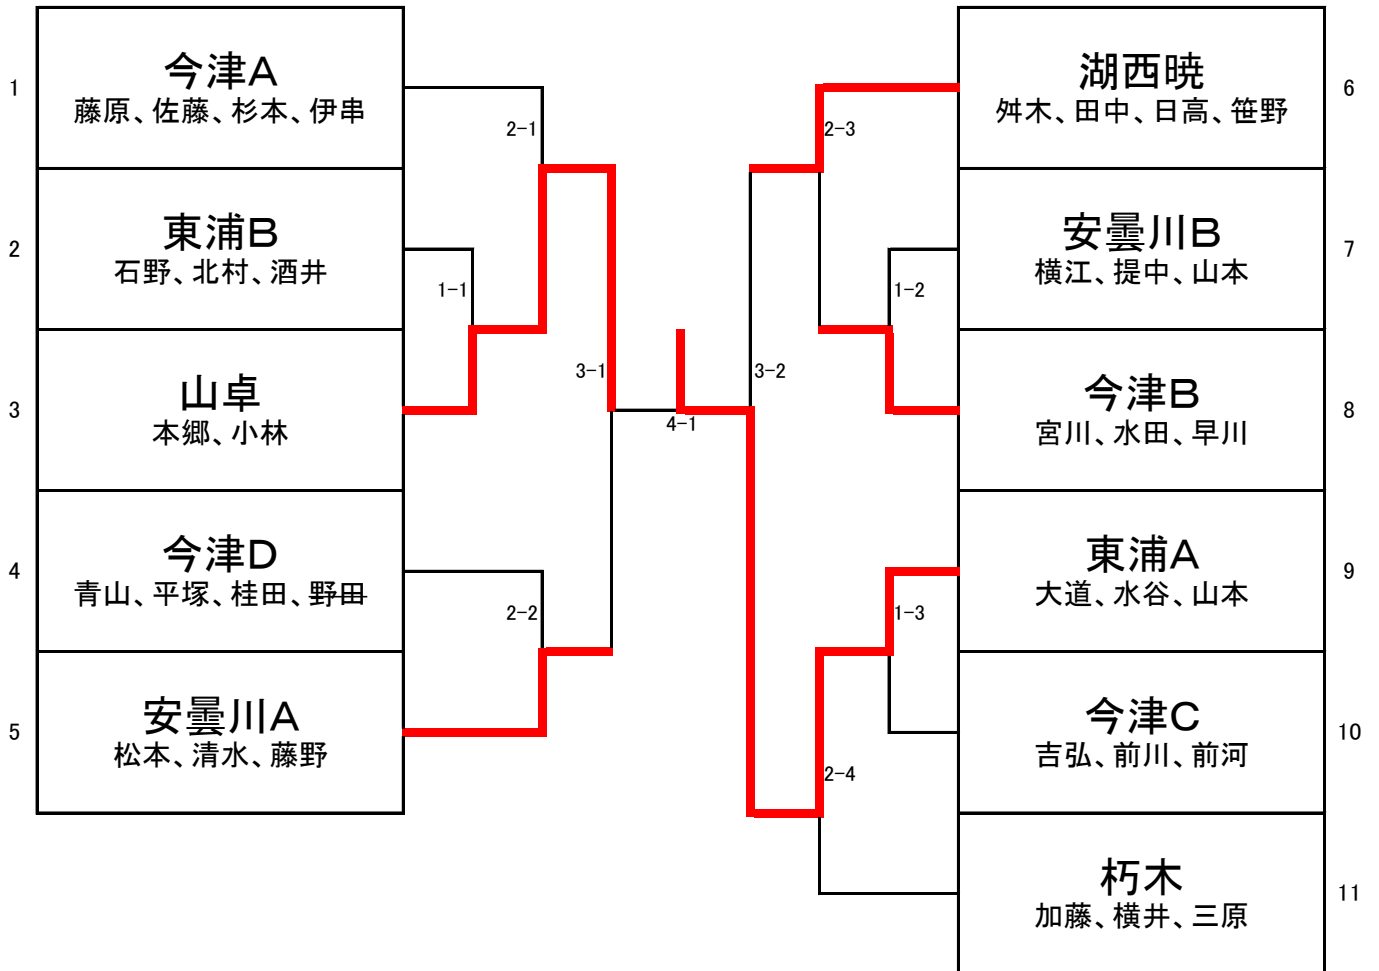 1
今津A
藤原、佐藤、杉本、伊串
2
東浦B
石野、北村、酒井
3
山卓
本郷、小林
4
今津D
青山、平塚、桂田、野田
5
安曇川A
松本、清水、藤野
2-1
1-1
3-1
2-2
4-1
2-3
1-2
3-2
1-3
2-4
湖西暁
舛木、田中、日高、笹野
6
安曇川B
横江、提中、山本
7
今津B
宮川、水田、早川
8
東浦A
大道、水谷、山本
9
今津C
吉弘、前川、前河
10
朽木
加藤、横井、三原
11